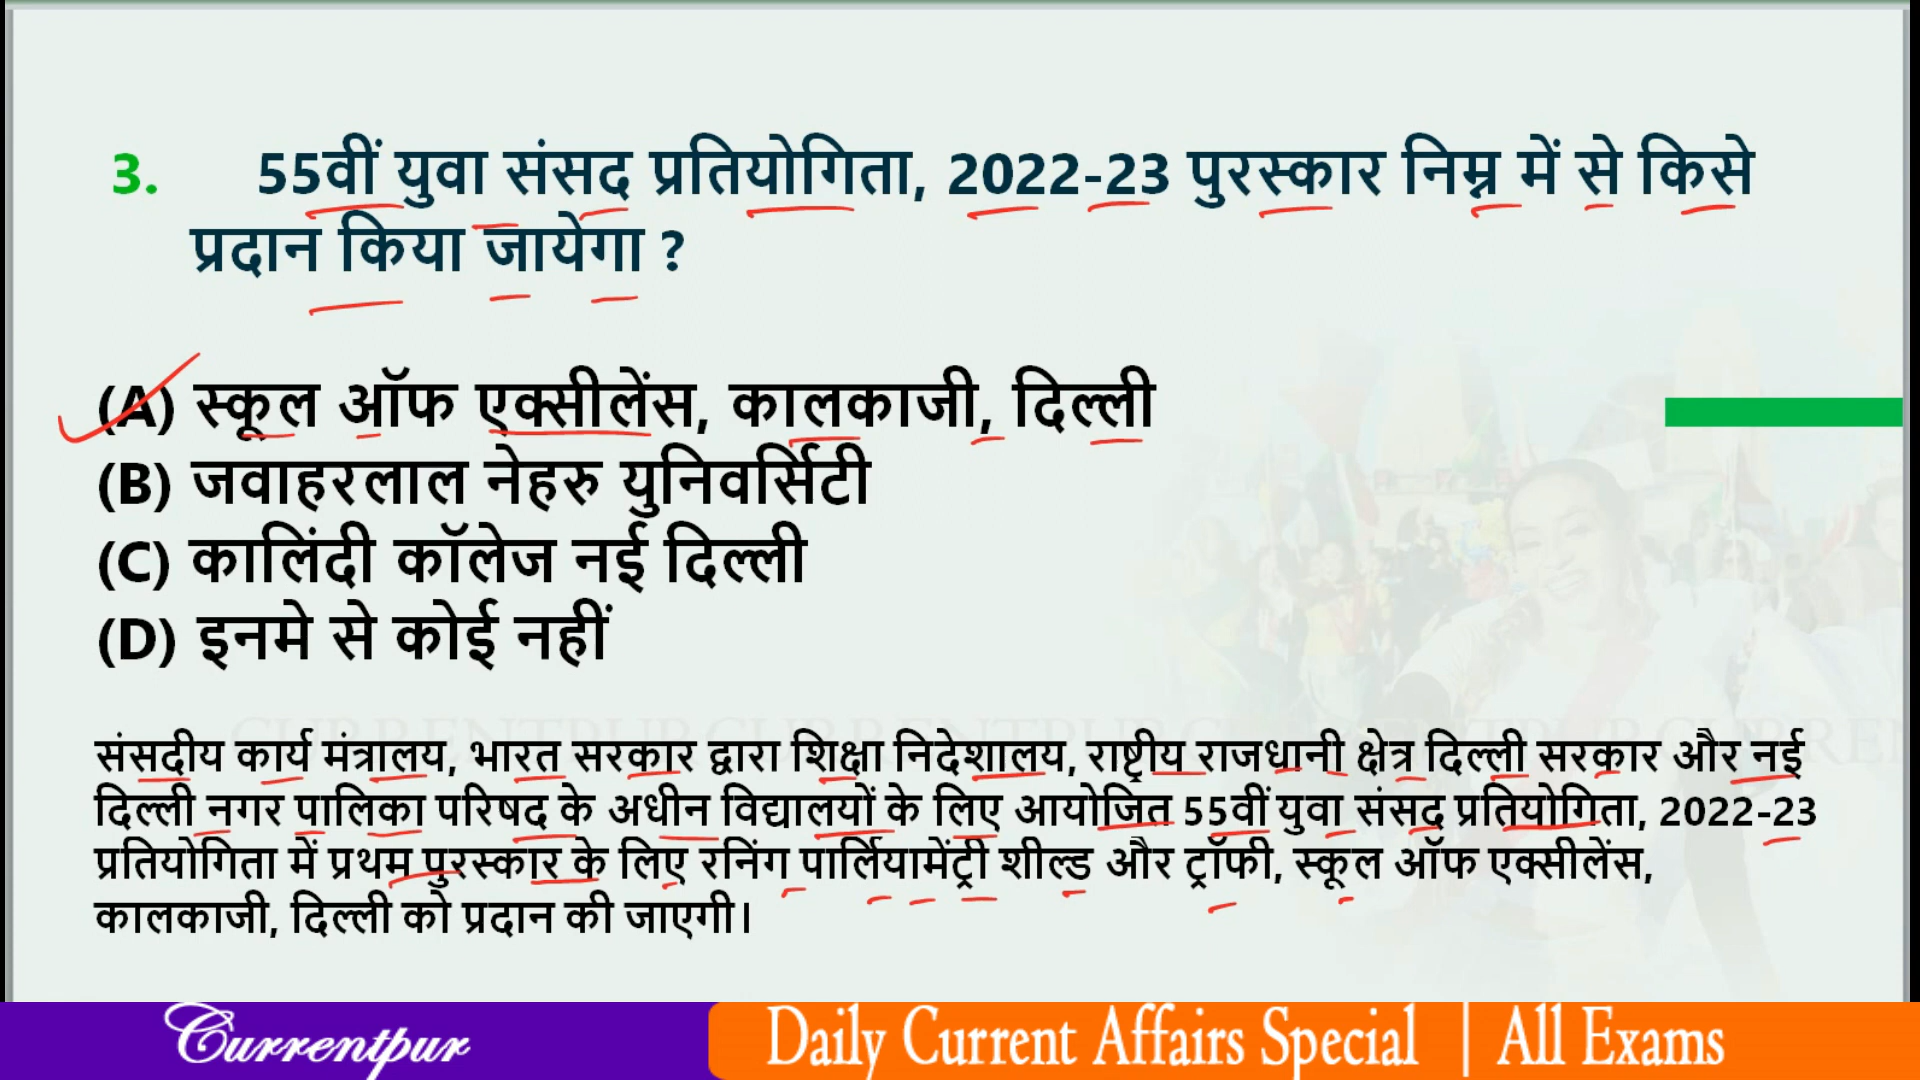 3. 55वीं युवा संसद प्रतियोगिता, 2022-23 पुरस्कार निम्न में से किसे
प्रदान किया जायेगा ?
(A) स्कूल ऑफ एक्सीलेंस, कालकाजी, दिल्ली
(B) जवाहरलाल नेहरु युनिवर्सिटी
(C) कालिंदी कॉलेज नई दिल्ली
(D) इनमे से कोई नहीं
संसदीय कार्य मंत्रालय, भारत सरकार द्वारा शिक्षा निदेशालय, राष्ट्रीय राजधानी क्षेत्र दिल्ली सरकार और नई
दिल्ली नगर पालिका परिषद के अधीन विद्यालयों के लिए आयोजित 55वीं युवा संसद प्रतियोगिता, 2022-23
प्रतियोगिता में प्रथम पुरस्कार के लिए रनिंग पार्लियामेंट्री शील्ड और ट्रॉफी, स्कूल ऑफ एक्सीलेंस,
कालकाजी, दिल्ली को प्रदान की जाएगी।
Currentpur Daily Current Affairs Special | All Exams